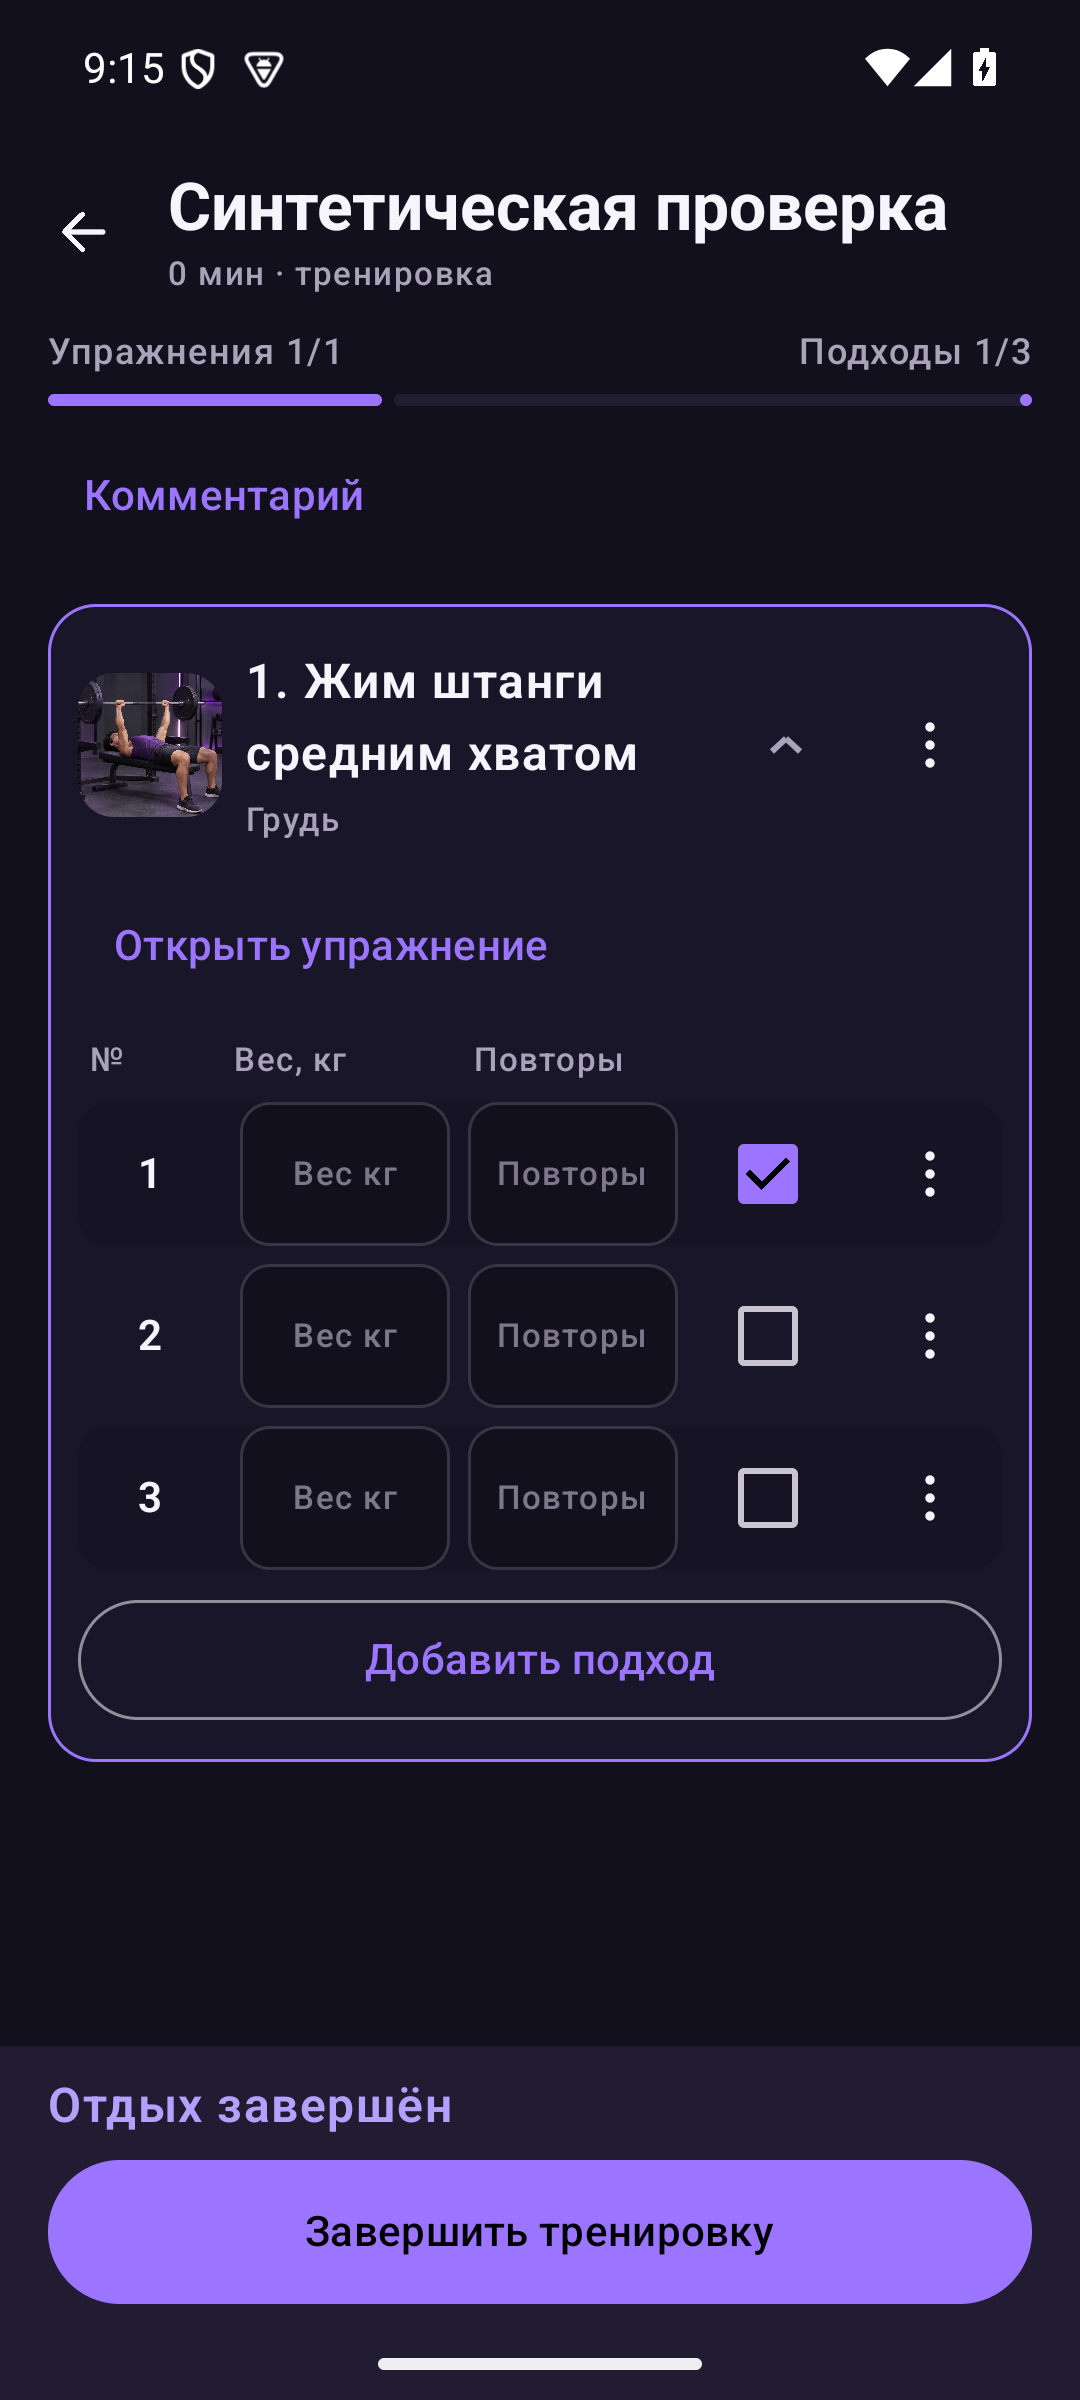 9:15
Синтетическая проверка
0 мин · тренировка
Упражнения 1/1
Подходы 1/3
Комментарий
1. Жим штанги
средним хватом
Грудь
Открыть упражнение
№ Вес, кг Повторы
1 Вес кг Повторы
2 Вес кг Повторы
3 Вес кг Повторы
Добавить подход
Отдых завершён
Завершить тренировку